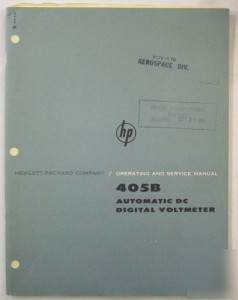 AEROSPACE DIV.
hp
HEWLETT-PACKARD COMPANY / OPERATING AND SERVICE MANUAL
405B
AUTOMATIC DC
DIGITAL VOLTMETER